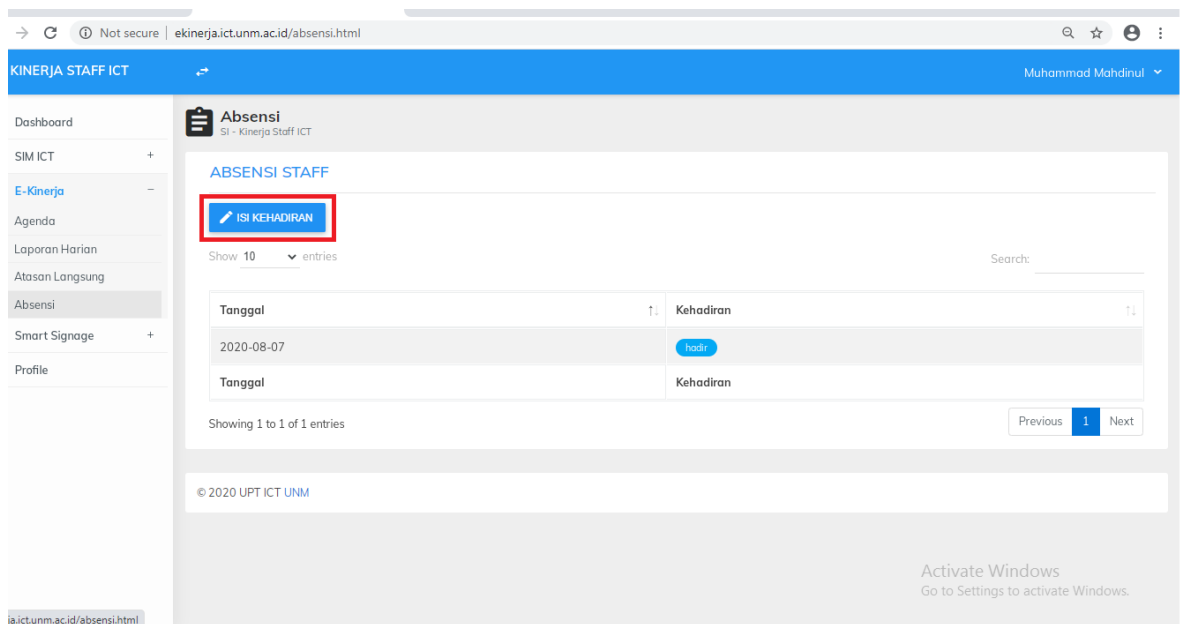 Not secure | ekinerja.ict.unm.ac.id/absensi.html
KINERJA STAFF ICT
Muhammad Mahdinul
Dashboard
SIM ICT +
E-Kinerja −
Agenda
Laporan Harian
Atasan Langsung
Absensi
Smart Signage +
Profile
Absensi
SI - Kinerja Staff ICT
ABSENSI STAFF
ISI KEHADIRAN
Show 10 entries
Search:
Tanggal Kehadiran
2020-08-07 hadir
Tanggal Kehadiran
Showing 1 to 1 of 1 entries
Previous 1 Next
© 2020 UPT ICT UNM
Activate Windows
Go to Settings to activate Windows.
ja.ict.unm.ac.id/absensi.html